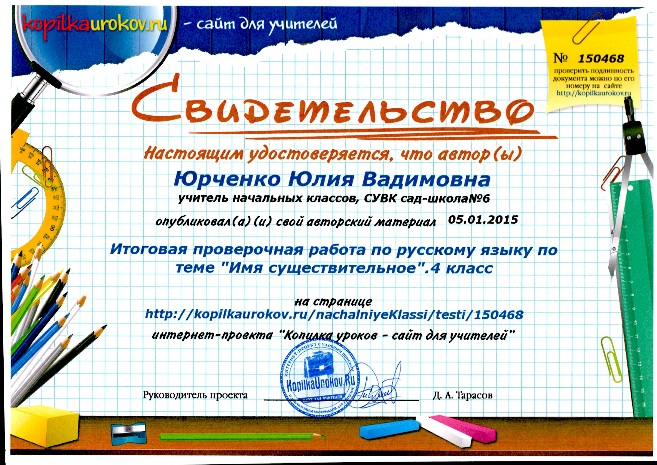 kopilkaurokov.ru - сайт для учителей
№ 150468
проверить подлинность
документа можно по его
номеру на сайте
http://kopilkaurokov.ru
Свидетельство
Настоящим удостоверяется, что автор(ы)
Юрченко Юлия Вадимовна
учитель начальных классов, СУВК сад-школа№6
опубликовал(а)(и) свой авторский материал 05.01.2015
Итоговая проверочная работа по русскому языку по
теме "Имя существительное".4 класс
на странице
http://kopilkaurokov.ru/nachalniyeKlassi/testi/150468
интернет-проекта "Копилка уроков - сайт для учителей"
KopilkaUrokov.Ru
Руководитель проекта Д. А. Тарасов